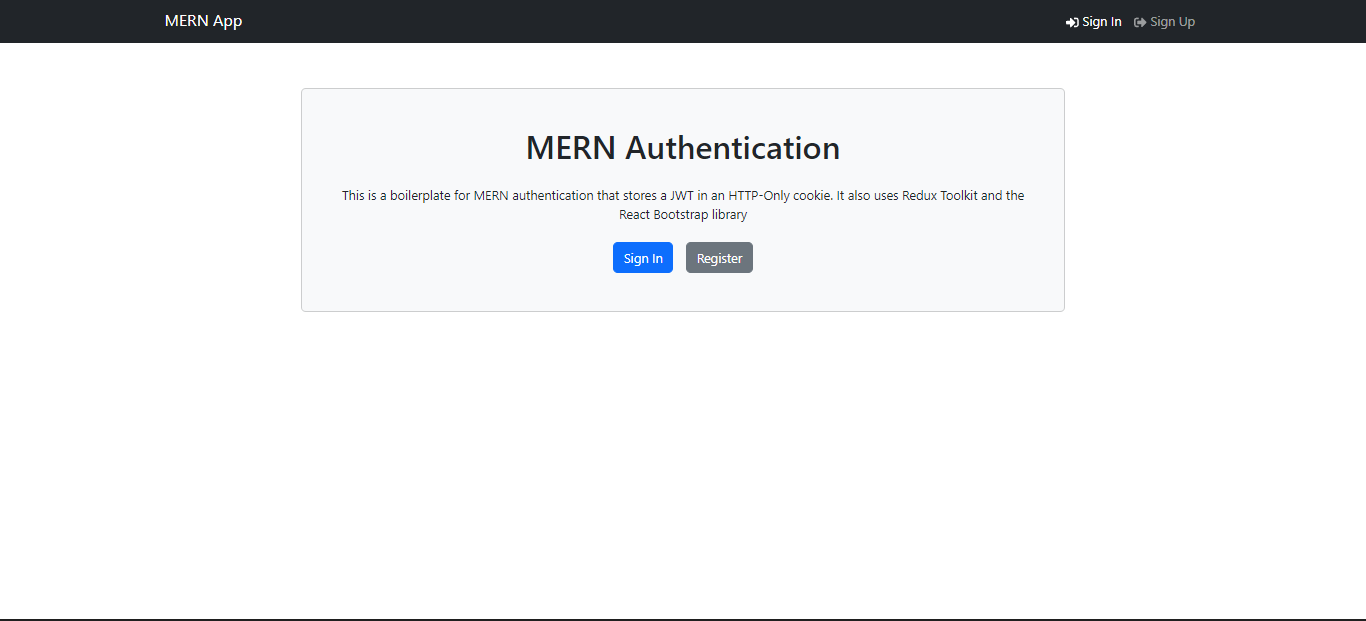 MERN App
Sign In
Sign Up
MERN Authentication
This is a boilerplate for MERN authentication that stores a JWT in an HTTP-Only cookie. It also uses Redux Toolkit and the
React Bootstrap library
Sign In
Register